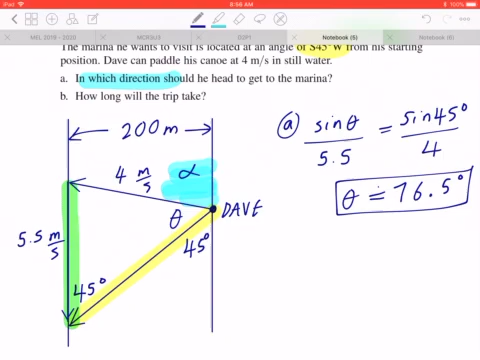 iPad
8:98 AM
MEL 2019 – 2020
MCR3U3
D2P1
Notebook (5)
Notebook (6)
The marina he wants to visit is located at an angle of S45°W from his starting
position. Dave can paddle his canoe at 4 m/s in still water.
a. In which direction should he head to get to the marina?
b. How long will the trip take?
200 m
4 m/s
α
θ
DAVE
45°
5.5 m/s
45°
ⓐ sinθ/5.5 = sin45°/4
θ ≐ 76.5°